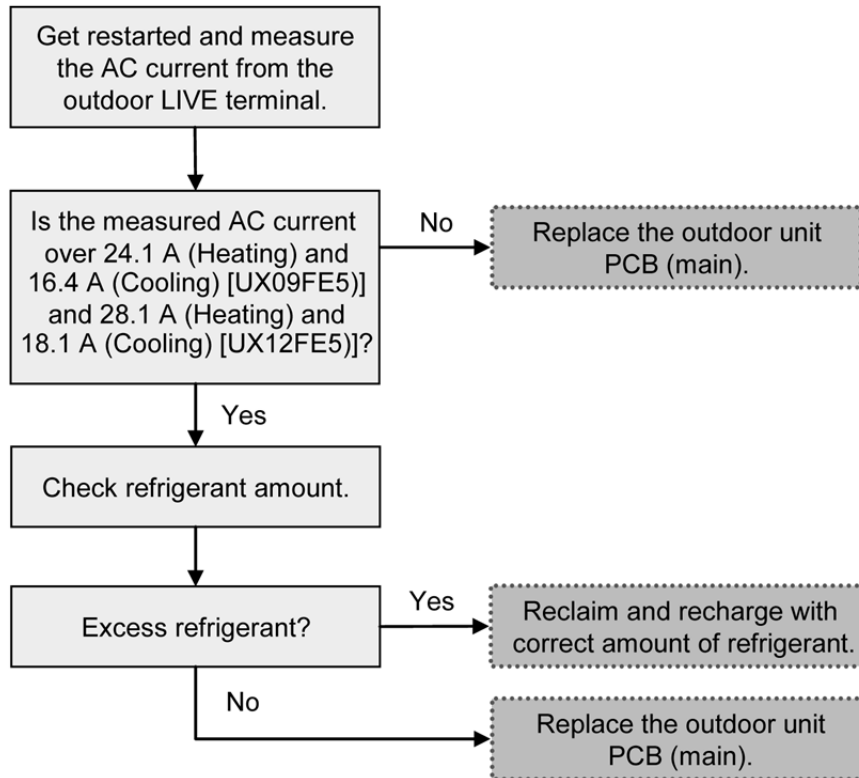 Get restarted and measure
the AC current from the
outdoor LIVE terminal.
Is the measured AC current
over 24.1 A (Heating) and
16.4 A (Cooling) [UX09FE5)]
and 28.1 A (Heating) and
18.1 A (Cooling) [UX12FE5)]?
No
Replace the outdoor unit
PCB (main).
Yes
Check refrigerant amount.
Excess refrigerant?
Yes
Reclaim and recharge with
correct amount of refrigerant.
No
Replace the outdoor unit
PCB (main).